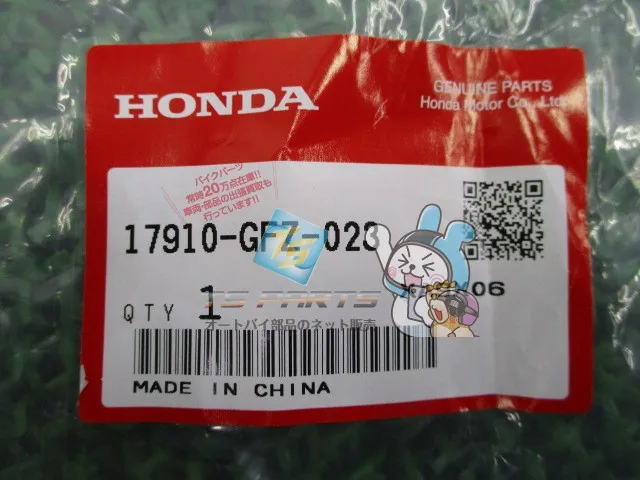 HONDA
GENUINE PARTS
Honda Motor Co., Ltd.
バイクパーツ
常時20万点在庫!!
車両・部品の出張買取も
行っています!!
17910-GFZ-023
TS
TS PARTS
オートバイ部品のネット販売
06
QTY 1
MADE IN CHINA